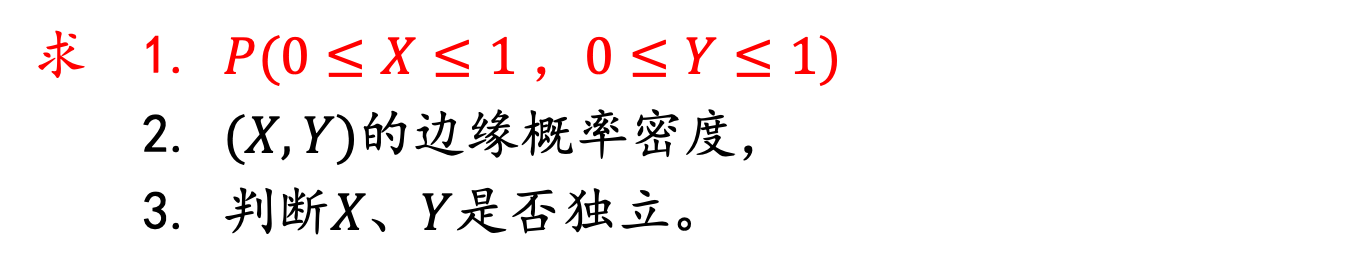 求 1. P(0 ≤ X ≤ 1，0 ≤ Y ≤ 1)
2. (X,Y)的边缘概率密度,
3. 判断X、Y是否独立。